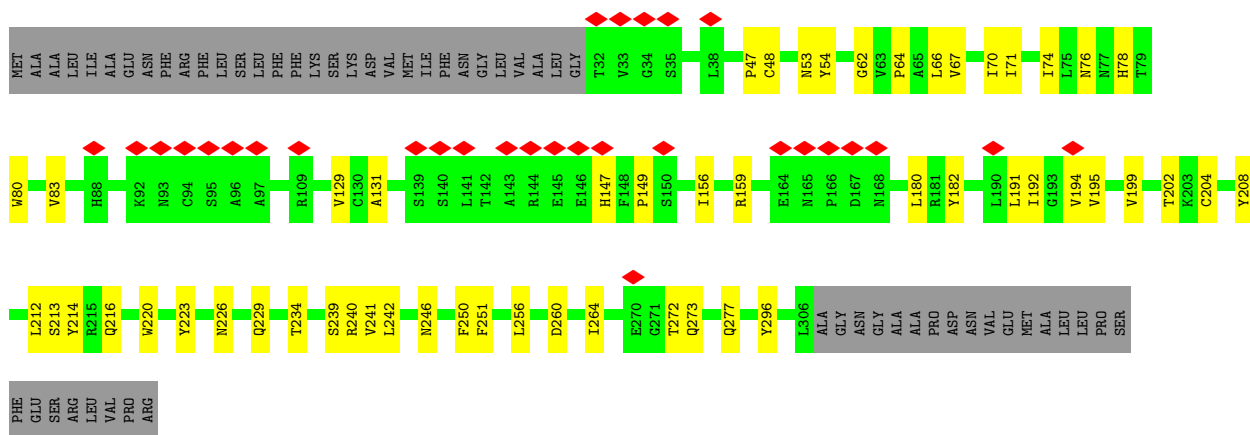 MET ALA ALA LEU ILE ALA GLU ASN PHE ARG PHE LEU SER LEU PHE PHE LYS SER LYS ASP VAL MET ILE PHE ASN GLY LEU VAL ALA LEU GLY T32 V33 G34 S35 L38 P47 C48 N53 Y54 G62 V63 P64 A65 L66 V67 I70 I71 I74 L75 N76 N77 H78 T79
W80 V83 H88 K92 N93 C94 S95 A96 A97 R109 V129 C130 A131 S139 S140 L141 T142 A143 R144 E145 E146 H147 F148 P149 S150 I156 R159 E164 N165 P166 D167 N168 L180 R181 Y182 L190 L191 I192 G193 V194 V195 V199 T202 K203 C204 Y208
L212 S213 Y214 R215 Q216 W220 Y223 N226 Q229 T234 S239 R240 V241 L242 N246 F250 F251 L256 D260 I264 E270 G271 T272 Q273 Q277 Y296 L306 ALA GLY ASN GLY ALA ALA PRO ASP ASN VAL GLU MET ALA LEU LEU PRO SER
PHE GLU SER ARG LEU VAL PRO ARG